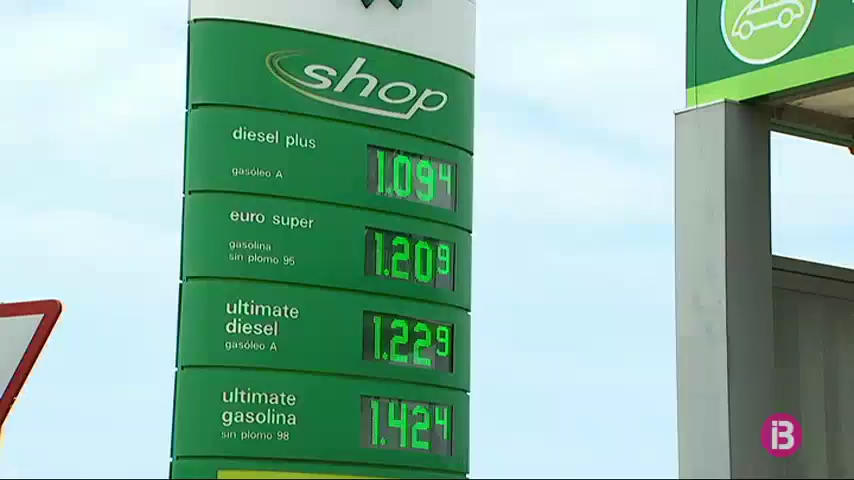 shop
diesel plus
gasóleo A
1.094
euro super
gasolina
sin plomo 95
1.209
ultimate
diesel
gasóleo A
1.229
ultimate
gasolina
sin plomo 98
1.424
iB